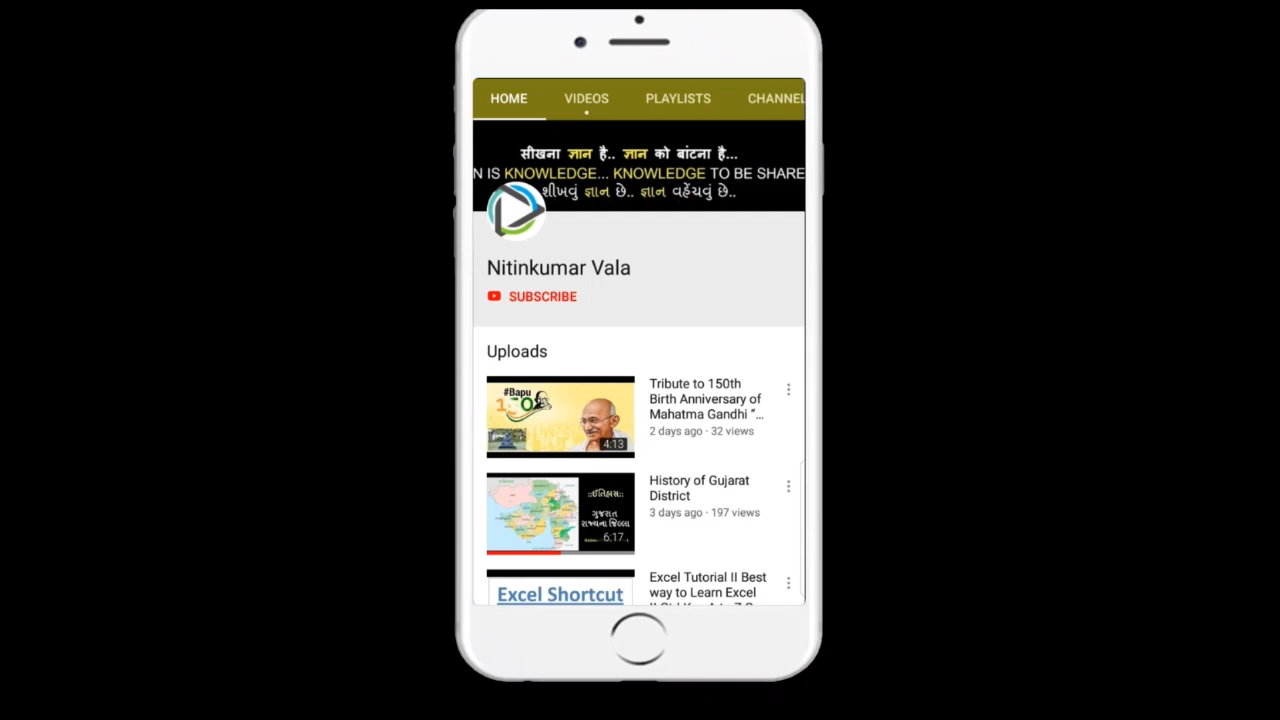 HOME VIDEOS PLAYLISTS CHANNEL
सीखना ज्ञान है.. ज्ञान को बांटना है...
N IS KNOWLEDGE... KNOWLEDGE TO BE SHARE
શીખવું જ્ઞાન છે.. જ્ઞાન વહેંચવું છે..
Nitinkumar Vala
SUBSCRIBE
Uploads
#Bapu
150
4:13
Tribute to 150th
Birth Anniversary of
Mahatma Gandhi “...
2 days ago · 32 views
::ઈતિહાસ::
ગુજરાત
રાજ્યના જિલ્લા
6:17
History of Gujarat
District
3 days ago · 197 views
Excel Shortcut
Excel Tutorial II Best
way to Learn Excel